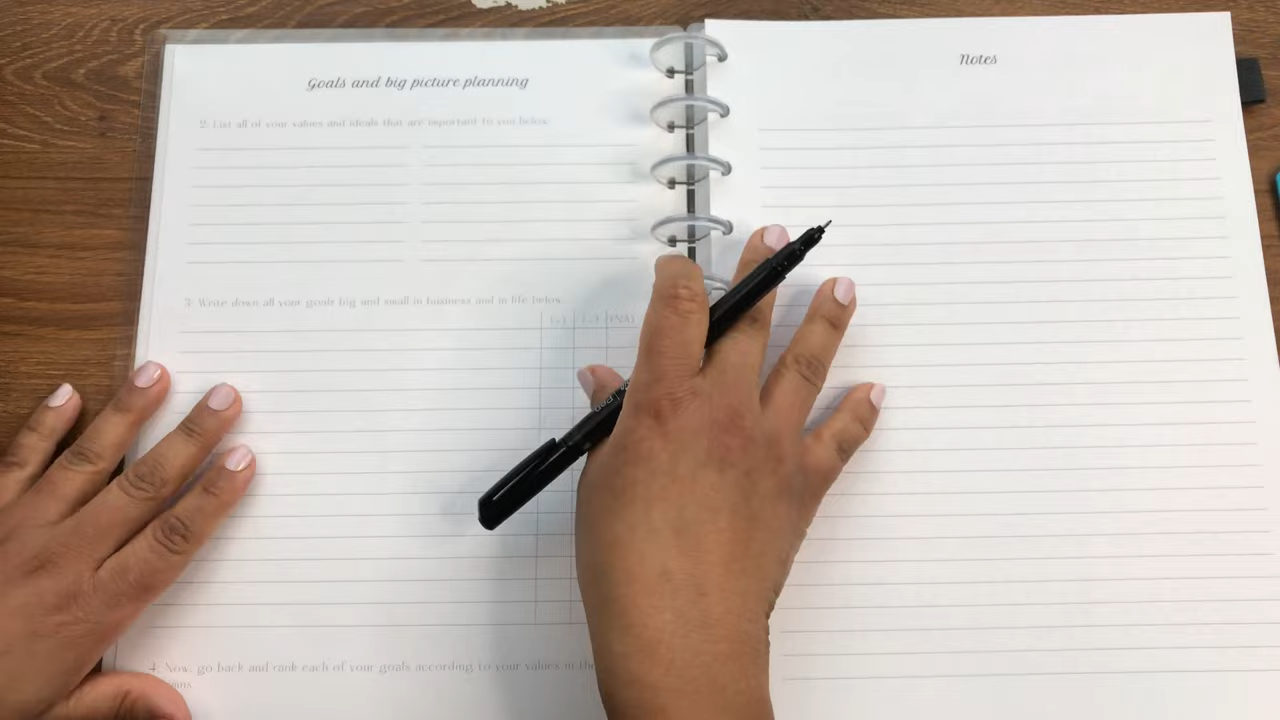 Goals and big picture planning
2. List all of your values and ideals that are important to you below.
3. Write down all your goals big and small in business and in life below.
(+) (-) (N/A)
4. Now, go back and rank each of your goals according to your values in the
Notes